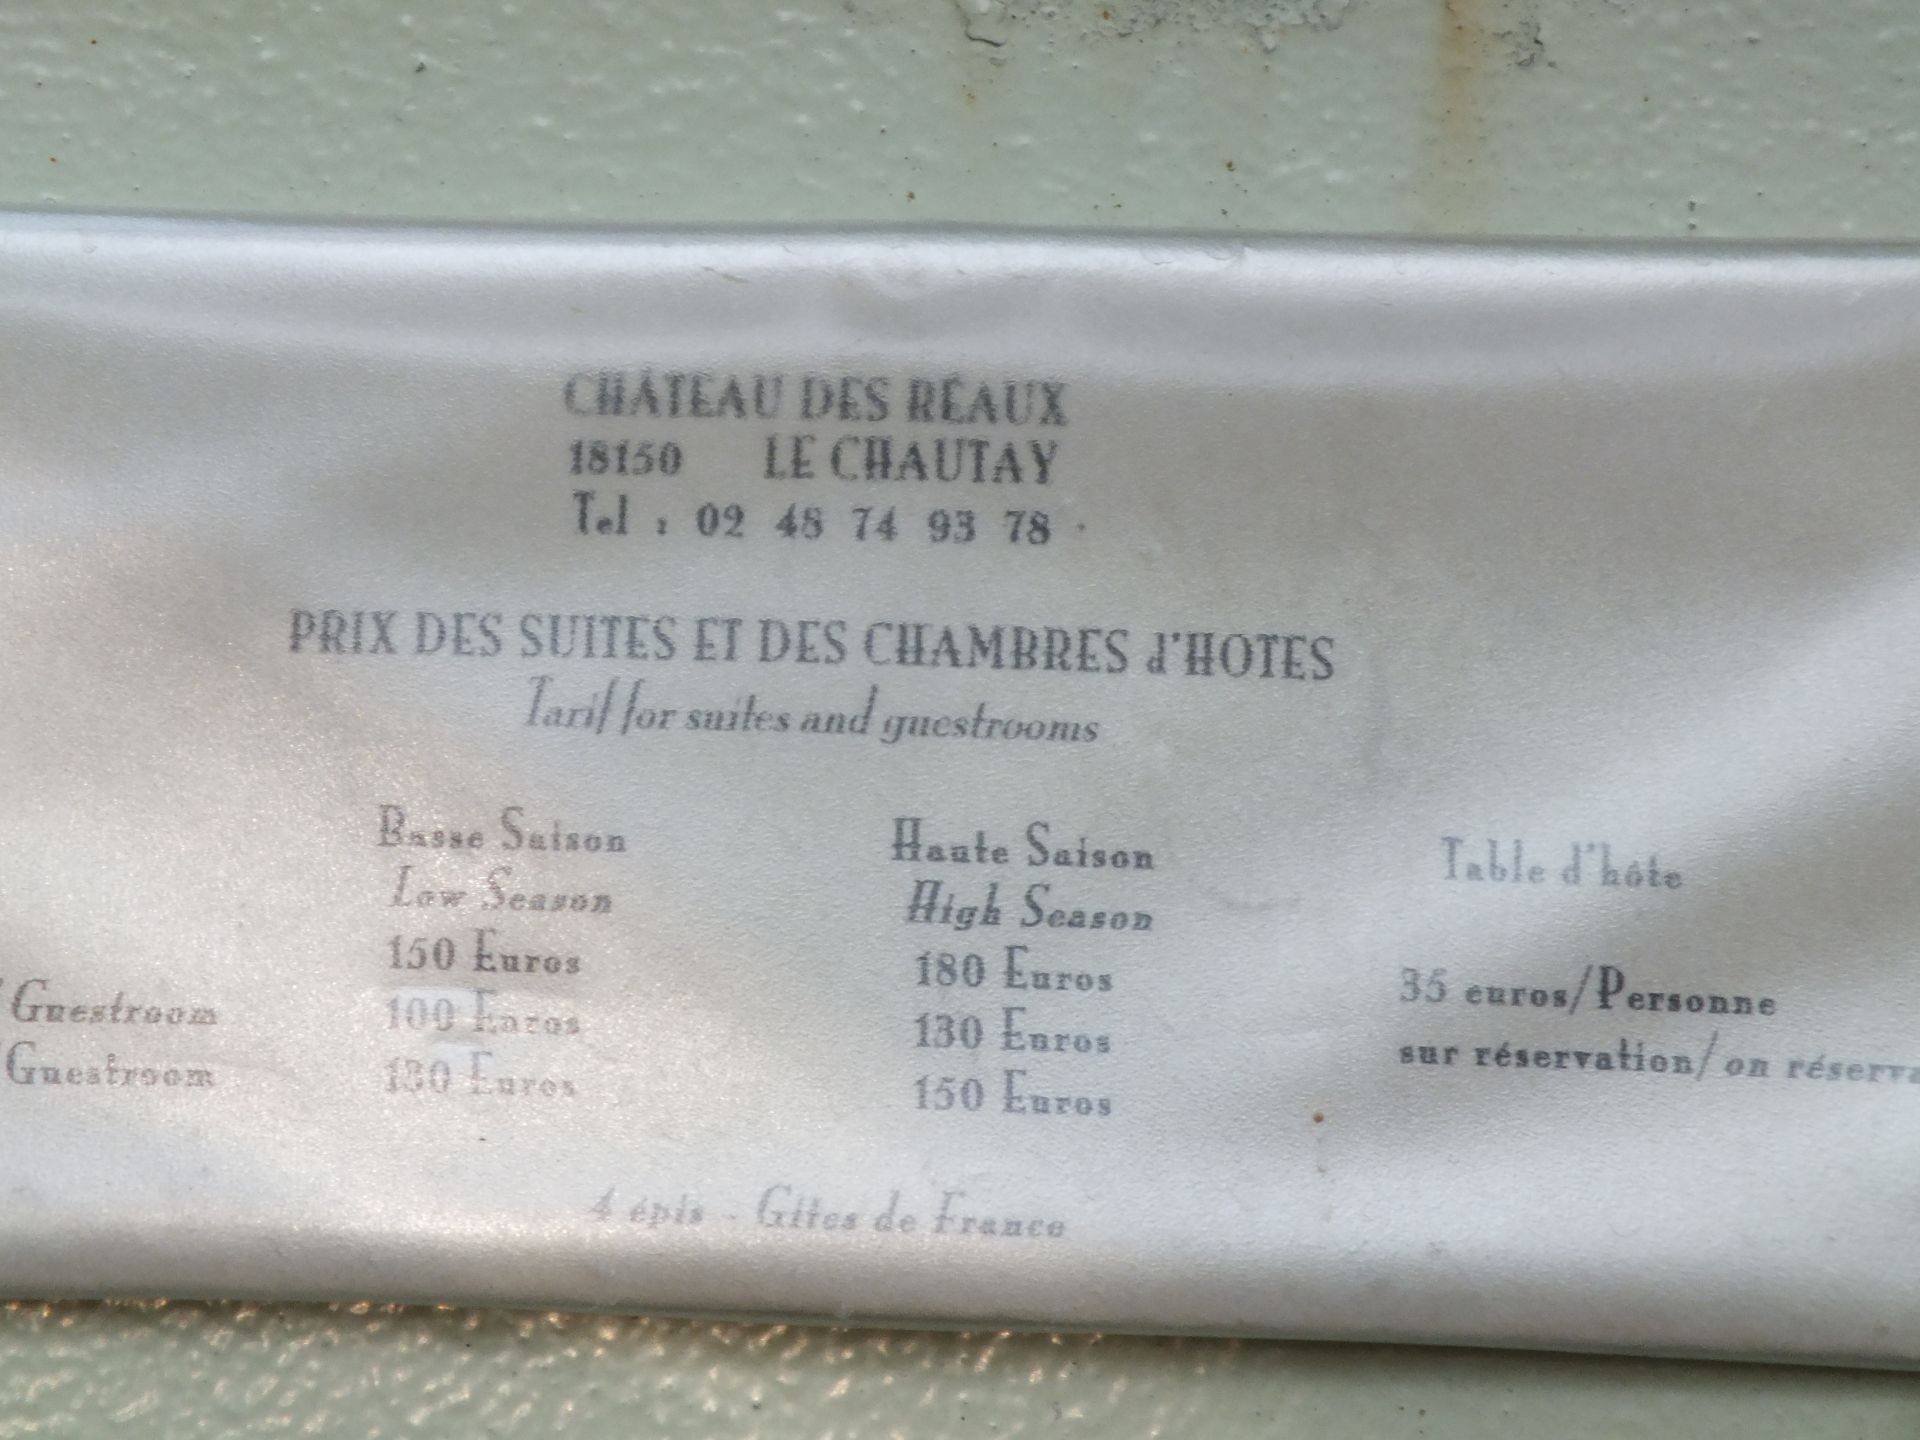 CHÂTEAU DES RÉAUX
18150 LE CHAUTAY
Tel : 02 48 74 93 78
PRIX DES SUITES ET DES CHAMBRES d'HOTES
Tarif for suites and guestrooms
Basse Saison Haute Saison Table d'hôte
Low Season High Season
150 Euros 180 Euros 35 euros/Personne
Guestroom 100 Euros 130 Euros sur réservation/on réserva
Guestroom 130 Euros 150 Euros
4 épis - Gîtes de France